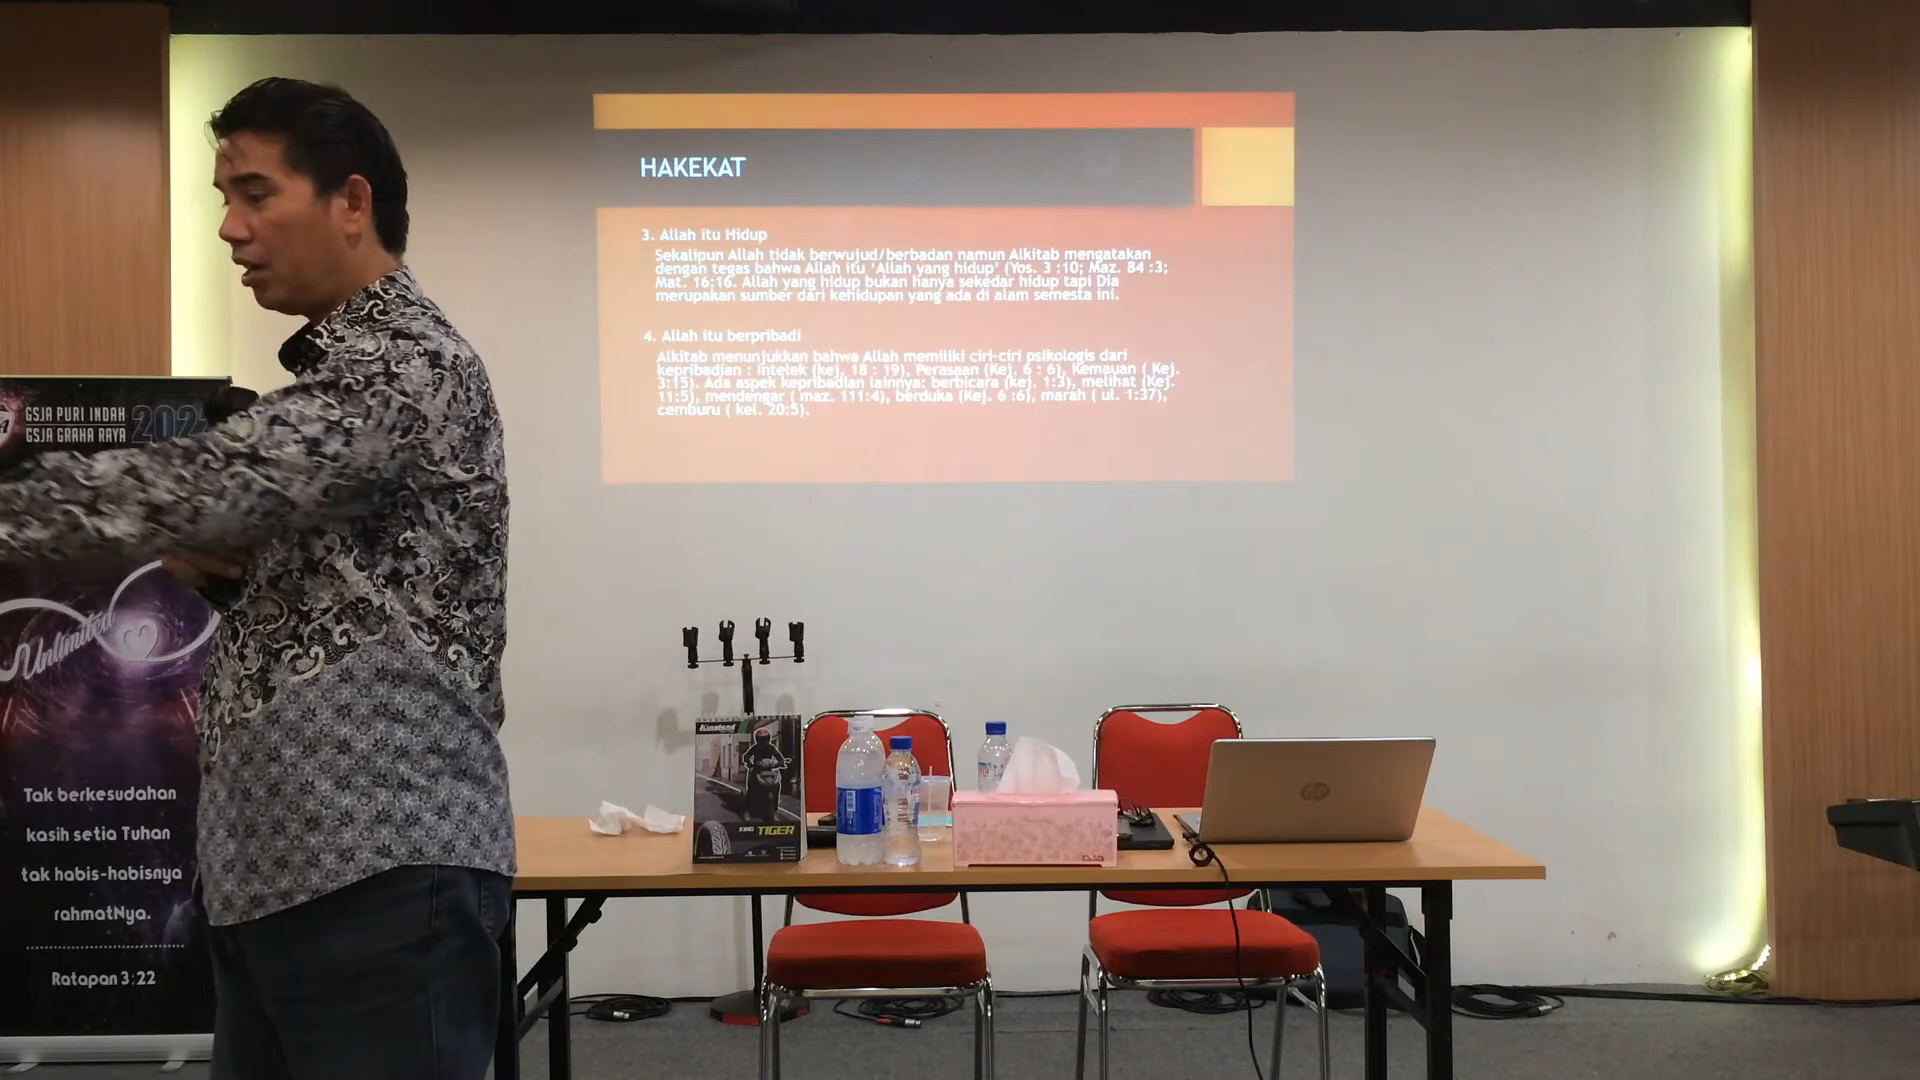 HAKEKAT
3. Allah itu Hidup
Sekalipun Allah tidak berwujud/berbadan namun Alkitab mengatakan
dengan tegas bahwa Allah itu ‘Allah yang hidup’ (Yos. 3 :10; Maz. 84 :3;
Mat. 16:16. Allah yang hidup bukan hanya sekedar hidup tapi Dia
merupakan sumber dari kehidupan yang ada di alam semesta ini.
4. Allah itu berpribadi
Alkitab menunjukkan bahwa Allah memiliki ciri-ciri psikologis dari
kepribadian : intelek (kej. 18 : 19), Perasaan (Kej. 6 : 6), Kemauan ( Kej.
3:15). Ada aspek kepribadian lainnya: berbicara (kej. 1:3), melihat (Kej.
11:5), mendengar ( maz. 111:4), berduka (Kej. 6 :6), marah ( ul. 1:37),
cemburu ( kel. 20:5).
GSJA PURI INDAH
GSJA GRAHA RAYA
Unlimited
Tak berkesudahan
kasih setia Tuhan
tak habis-habisnya
rahmatNya.
Ratapan 3:22
Kingland
KING TIGER
hp